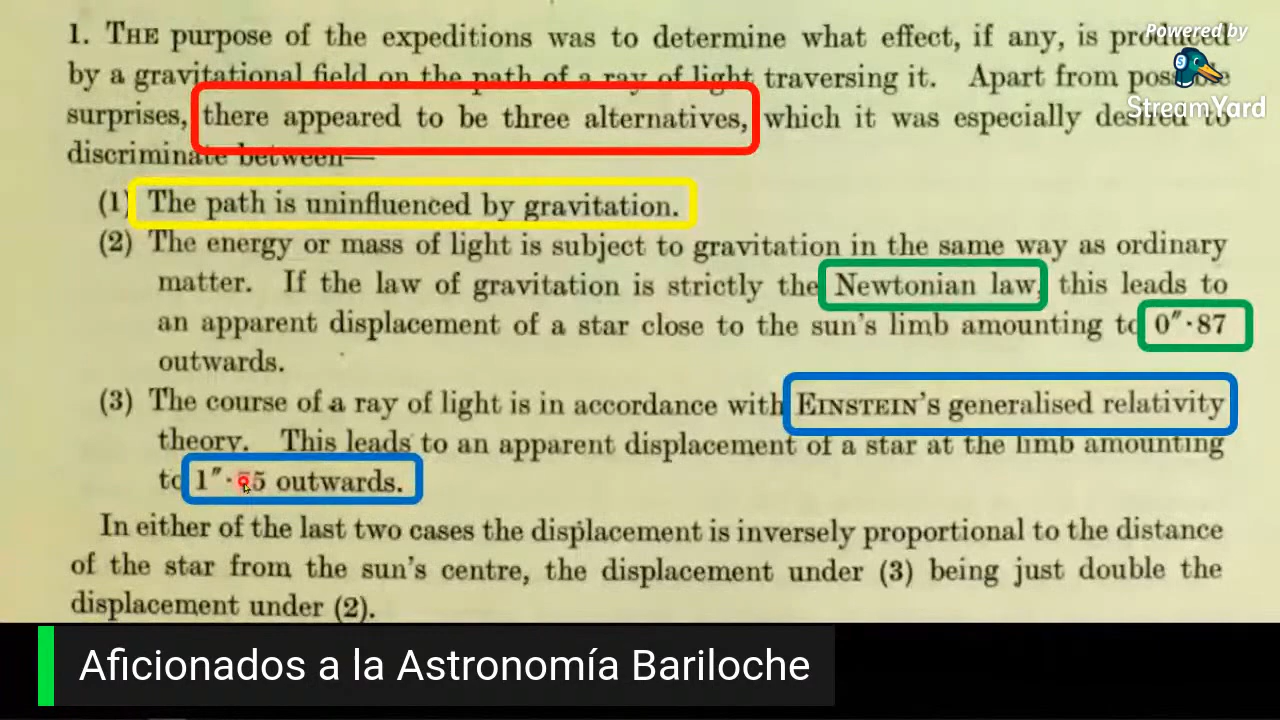 Powered by
StreamYard
1. THE purpose of the expeditions was to determine what effect, if any, is produced
by a gravitational field on the path of a ray of light traversing it. Apart from possible
surprises, there appeared to be three alternatives, which it was especially desired to
discriminate between—
(1) The path is uninfluenced by gravitation.
(2) The energy or mass of light is subject to gravitation in the same way as ordinary
matter. If the law of gravitation is strictly the Newtonian law, this leads to
an apparent displacement of a star close to the sun's limb amounting to 0″·87
outwards.
(3) The course of a ray of light is in accordance with EINSTEIN'S generalised relativity
theory. This leads to an apparent displacement of a star at the limb amounting
to outwards.
In either of the last two cases the displacement is inversely proportional to the distance
of the star from the sun's centre, the displacement under (3) being just double the
displacement under (2).
Aficionados a la Astronomía Bariloche